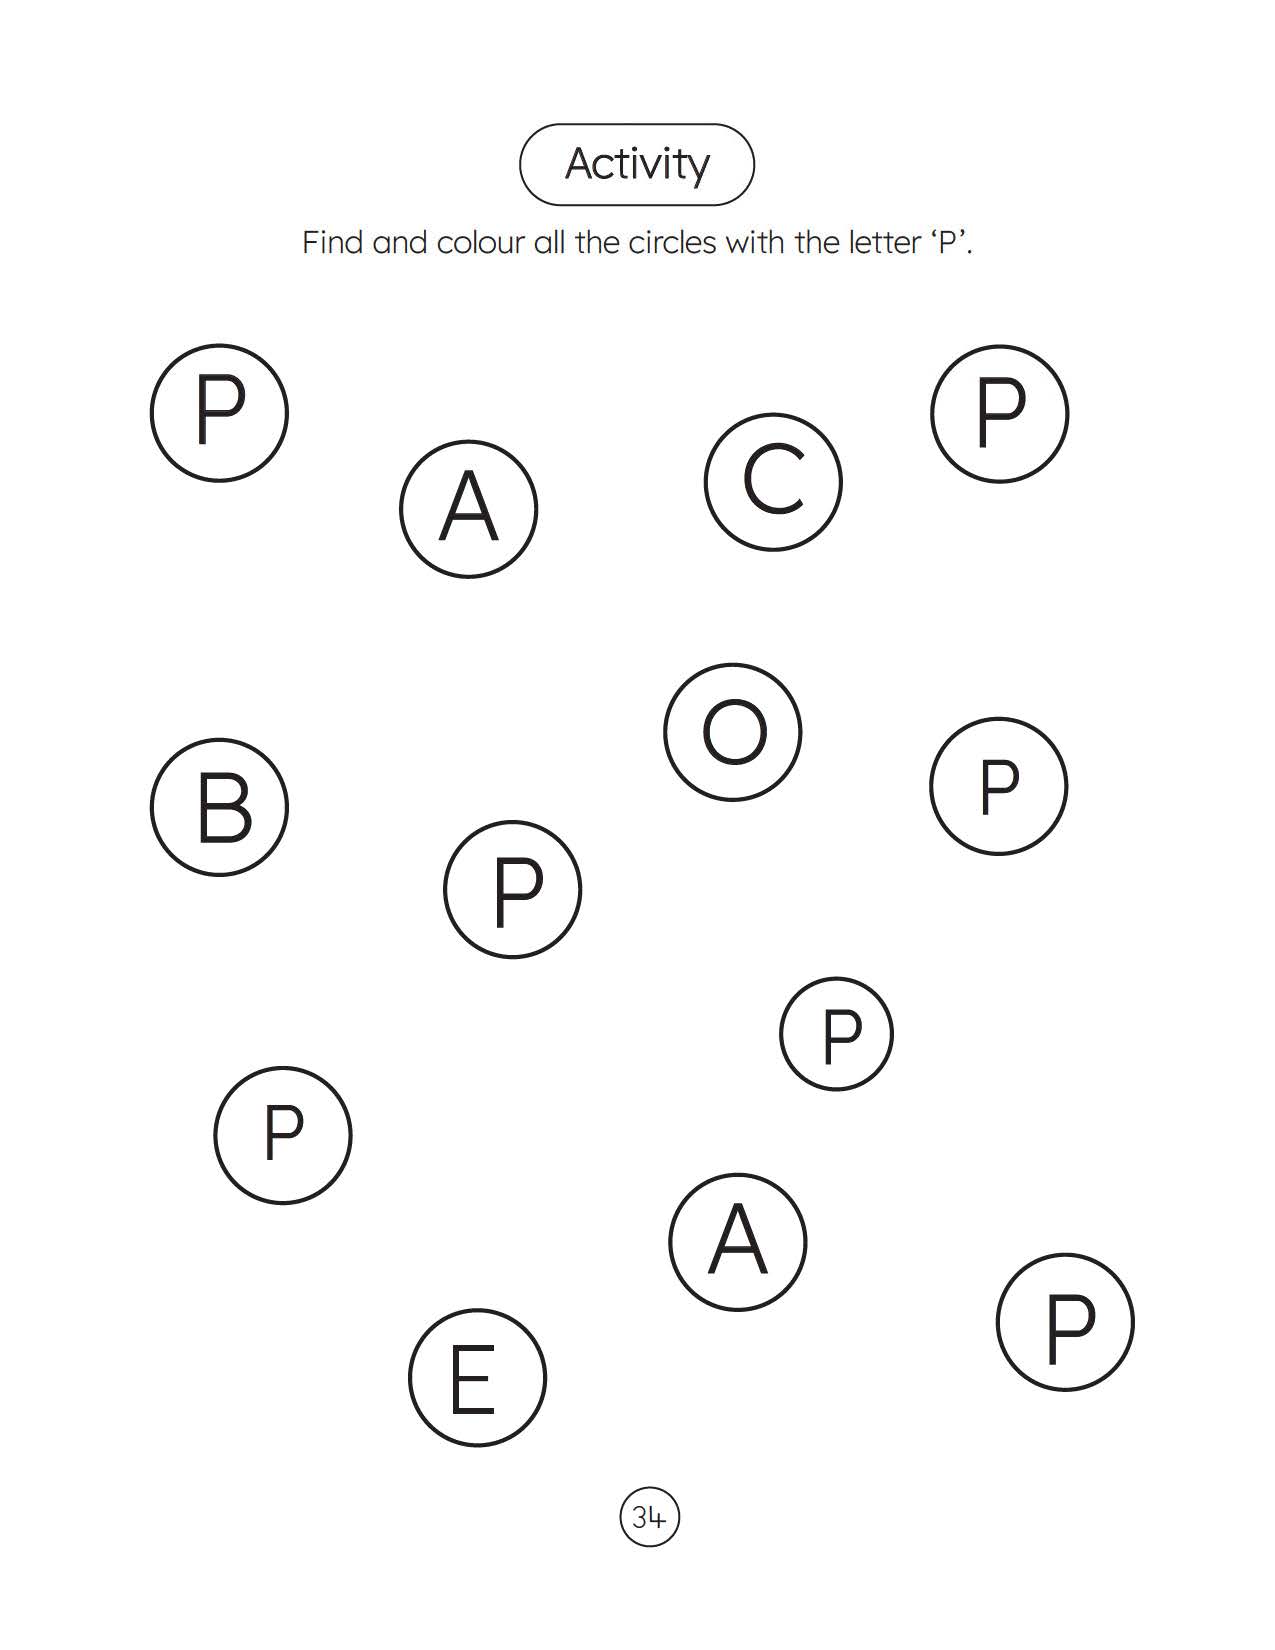 Activity
Find and colour all the circles with the letter ‘P’.
P
P
A
C
O
P
B
P
P
P
A
P
E
34